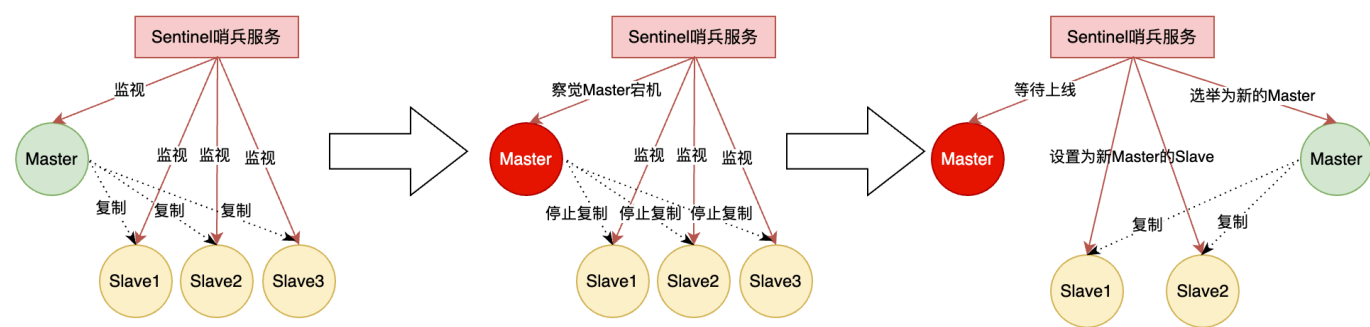 Sentinel哨兵服务
监视
Master
监视
监视
监视
复制
复制
复制
Slave1
Slave2
Slave3
Sentinel哨兵服务
察觉Master宕机
Master
监视
监视
监视
停止复制
停止复制
停止复制
Slave1
Slave2
Slave3
Sentinel哨兵服务
等待上线
选举为新的Master
Master
设置为新Master的Slave
Master
复制
复制
Slave1
Slave2